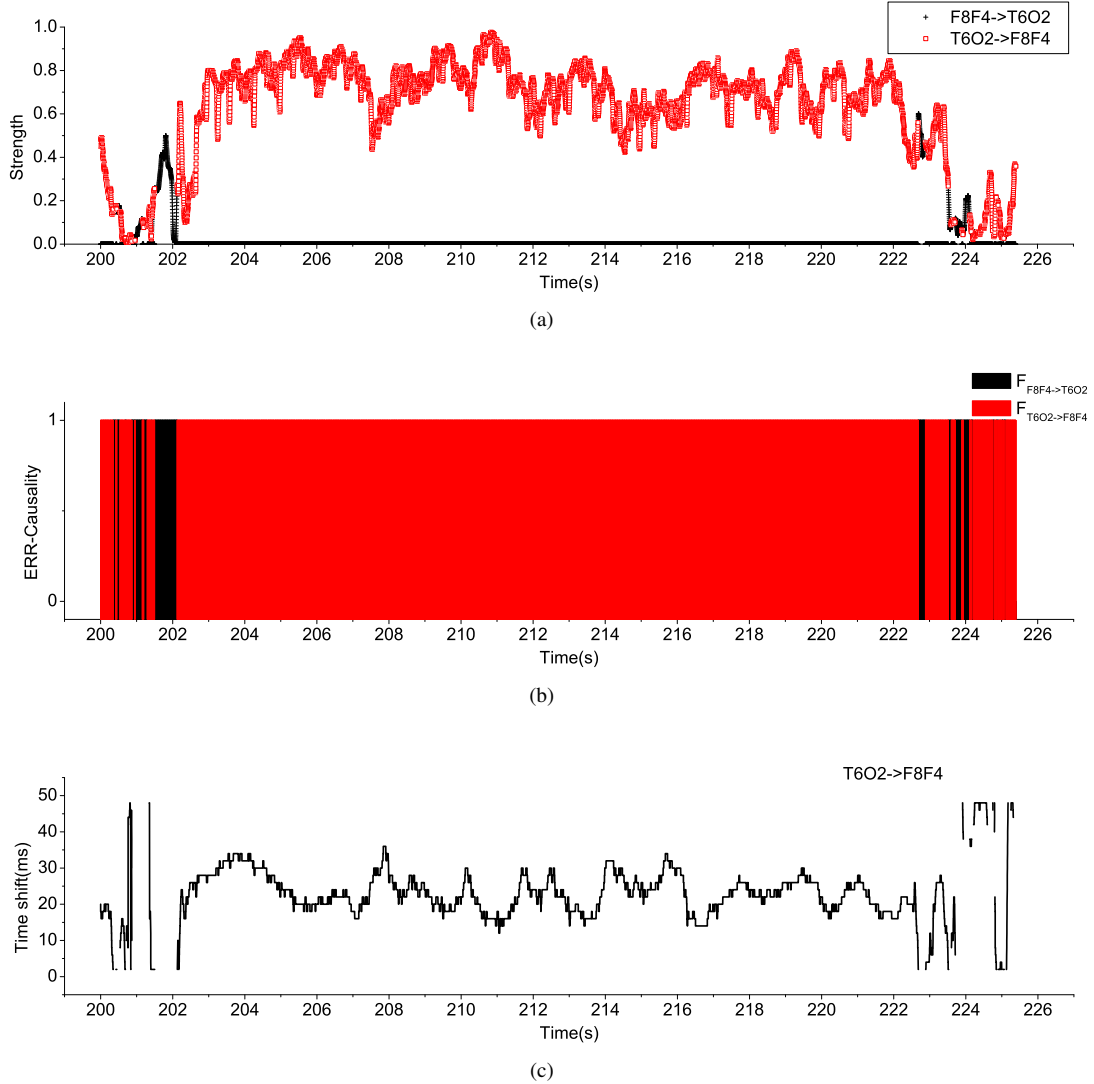 F8F4->T6O2
T6O2->F8F4
1.0
0.8
0.6
0.4
0.2
0.0
Strength
200 202 204 206 208 210 212 214 216 218 220 222 224 226
Time(s)
(a)
F F8F4->T6O2
F T6O2->F8F4
1
0
ERR-Causality
200 202 204 206 208 210 212 214 216 218 220 222 224 226
Time(s)
(b)
T6O2->F8F4
50
40
30
20
10
0
Time shift(ms)
200 202 204 206 208 210 212 214 216 218 220 222 224 226
Time(s)
(c)